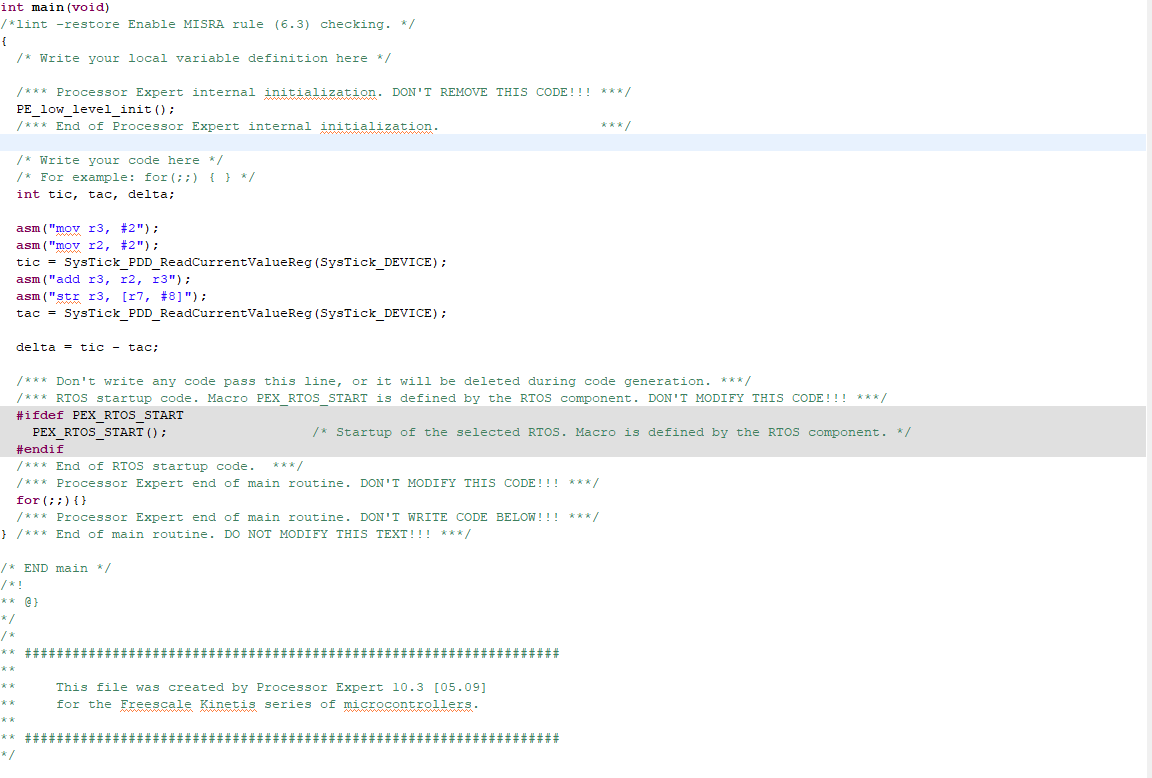 int main(void)
/*lint -restore Enable MISRA rule (6.3) checking. */
{
  /* Write your local variable definition here */

  /*** Processor Expert internal initialization. DON'T REMOVE THIS CODE!!! ***/
  PE_low_level_init();
  /*** End of Processor Expert internal initialization.                    ***/

  /* Write your code here */
  /* For example: for(;;) { } */
  int tic, tac, delta;

  asm("mov r3, #2");
  asm("mov r2, #2");
  tic = SysTick_PDD_ReadCurrentValueReg(SysTick_DEVICE);
  asm("add r3, r2, r3");
  asm("str r3, [r7, #8]");
  tac = SysTick_PDD_ReadCurrentValueReg(SysTick_DEVICE);

  delta = tic - tac;

  /*** Don't write any code pass this line, or it will be deleted during code generation. ***/
  /*** RTOS startup code. Macro PEX_RTOS_START is defined by the RTOS component. DON'T MODIFY THIS CODE!!! ***/
  #ifdef PEX_RTOS_START
    PEX_RTOS_START();                  /* Startup of the selected RTOS. Macro is defined by the RTOS component. */
  #endif
  /*** End of RTOS startup code.  ***/
  /*** Processor Expert end of main routine. DON'T MODIFY THIS CODE!!! ***/
  for(;;){}
  /*** Processor Expert end of main routine. DON'T WRITE CODE BELOW!!! ***/
} /*** End of main routine. DO NOT MODIFY THIS TEXT!!! ***/

/* END main */
/*!
** @}
*/
/*
** ###################################################################
**
**     This file was created by Processor Expert 10.3 [05.09]
**     for the Freescale Kinetis series of microcontrollers.
**
** ###################################################################
*/